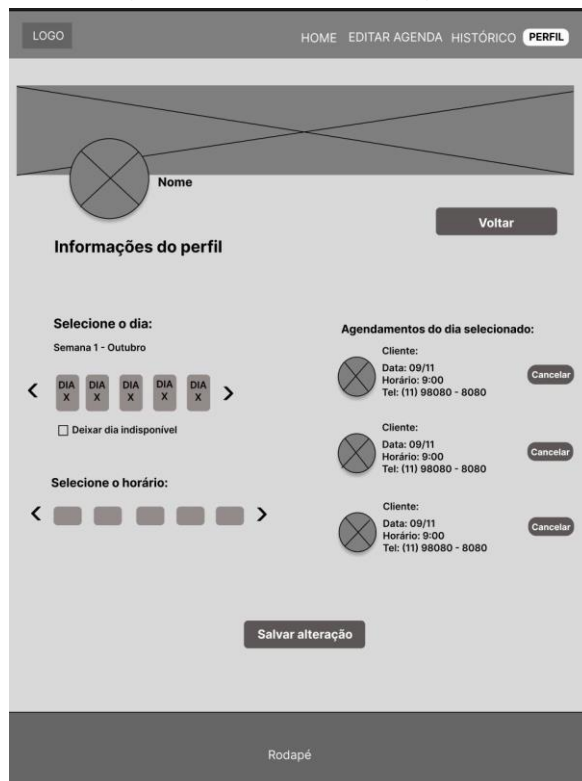 LOGO
HOME EDITAR AGENDA HISTÓRICO PERFIL
Nome
Voltar
Informações do perfil
Selecione o dia:
Semana 1 - Outubro
<
DIA X
DIA X
DIA X
DIA X
DIA X
>
Deixar dia indisponível
Selecione o horário:
< >
Agendamentos do dia selecionado:
Cliente:
Data: 09/11
Horário: 9:00
Tel: (11) 98080 - 8080
Cancelar
Cliente:
Data: 09/11
Horário: 9:00
Tel: (11) 98080 - 8080
Cancelar
Cliente:
Data: 09/11
Horário: 9:00
Tel: (11) 98080 - 8080
Cancelar
Salvar alteração
Rodapé